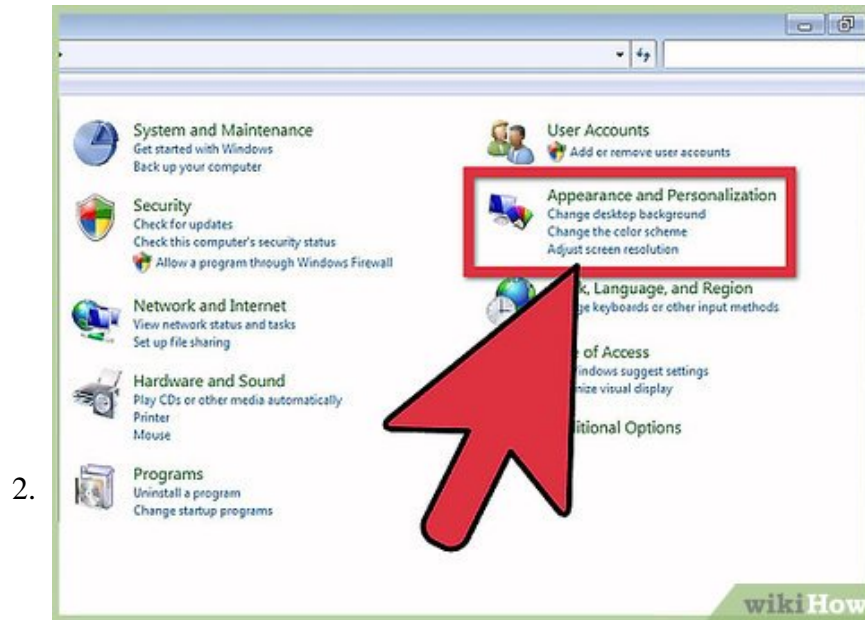 System and Maintenance
Get started with Windows
Back up your computer
Security
Check for updates
Check this computer's security status
Allow a program through Windows Firewall
Network and Internet
View network status and tasks
Set up file sharing
Hardware and Sound
Play CDs or other media automatically
Printer
Mouse
2.
Programs
Uninstall a program
Change startup programs
User Accounts
Add or remove user accounts
Appearance and Personalization
Change desktop background
Change the color scheme
Adjust screen resolution
Language, and Region
keyboards or other input methods
of Access
suggest settings
visual display
Options
wikiHow